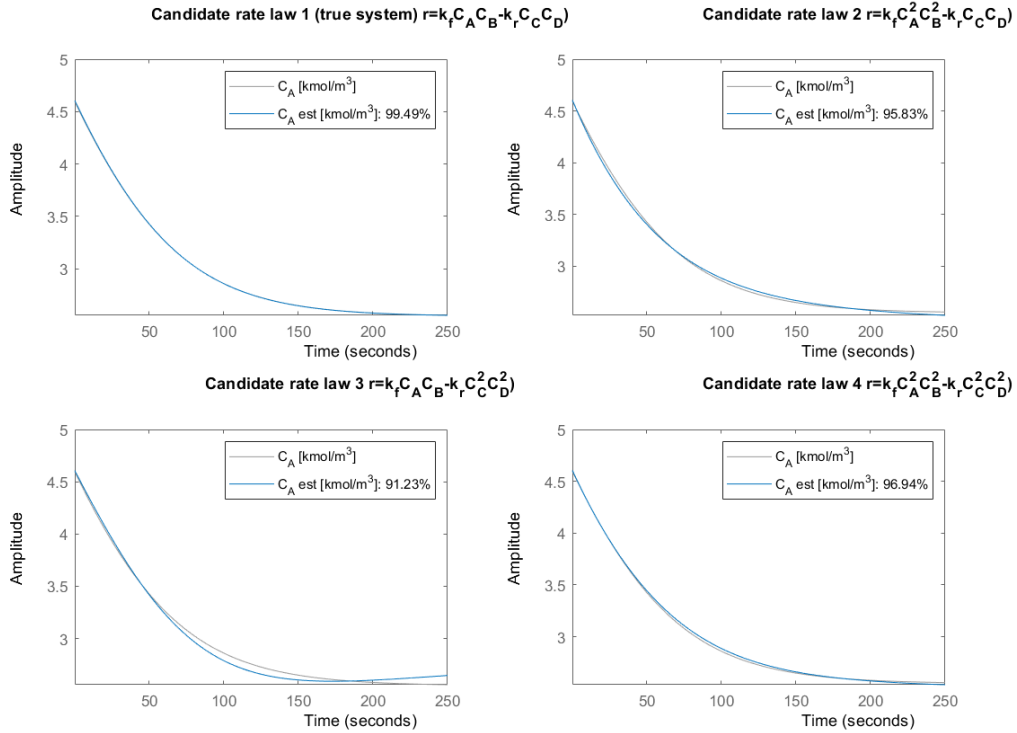 Candidate rate law 1 (true system) r=k_fC_AC_B-k_rC_CC_D)
5
4.5
4
3.5
3
Amplitude
C_A [kmol/m^3]
C_A est [kmol/m^3]: 99.49%
50
100
150
200
250
Time (seconds)
Candidate rate law 2 r=k_fC_A^2C_B^2-k_rC_CC_D)
5
4.5
4
3.5
3
Amplitude
C_A [kmol/m^3]
C_A est [kmol/m^3]: 95.83%
50
100
150
200
250
Time (seconds)
Candidate rate law 3 r=k_fC_AC_B-k_rC_C^2C_D^2)
5
4.5
4
3.5
3
Amplitude
C_A [kmol/m^3]
C_A est [kmol/m^3]: 91.23%
50
100
150
200
250
Time (seconds)
Candidate rate law 4 r=k_fC_A^2C_B^2-k_rC_C^2C_D^2)
5
4.5
4
3.5
3
Amplitude
C_A [kmol/m^3]
C_A est [kmol/m^3]: 96.94%
50
100
150
200
250
Time (seconds)